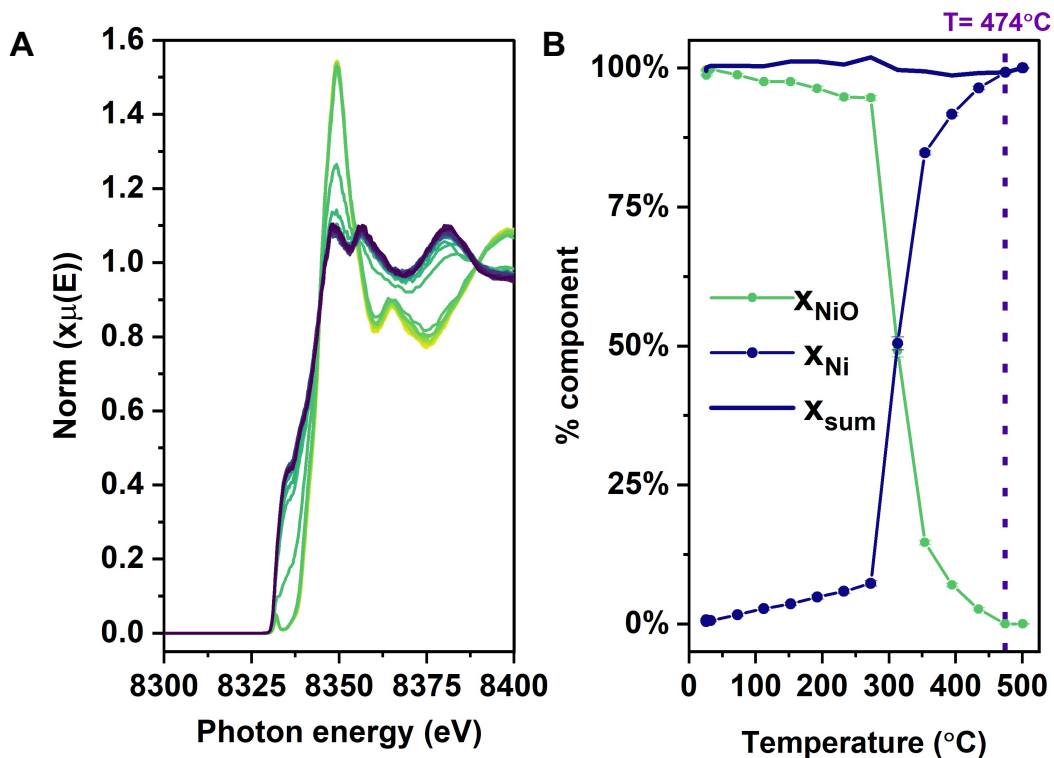 A
1.6
1.4
1.2
1.0
0.8
0.6
0.4
0.2
0.0
Norm (xμ(E))
8300 8325 8350 8375 8400
Photon energy (eV)
B
T= 474°C
100%
75%
50%
25%
0%
% component
xNiO
xNi
xsum
0 100 200 300 400 500
Temperature (°C)